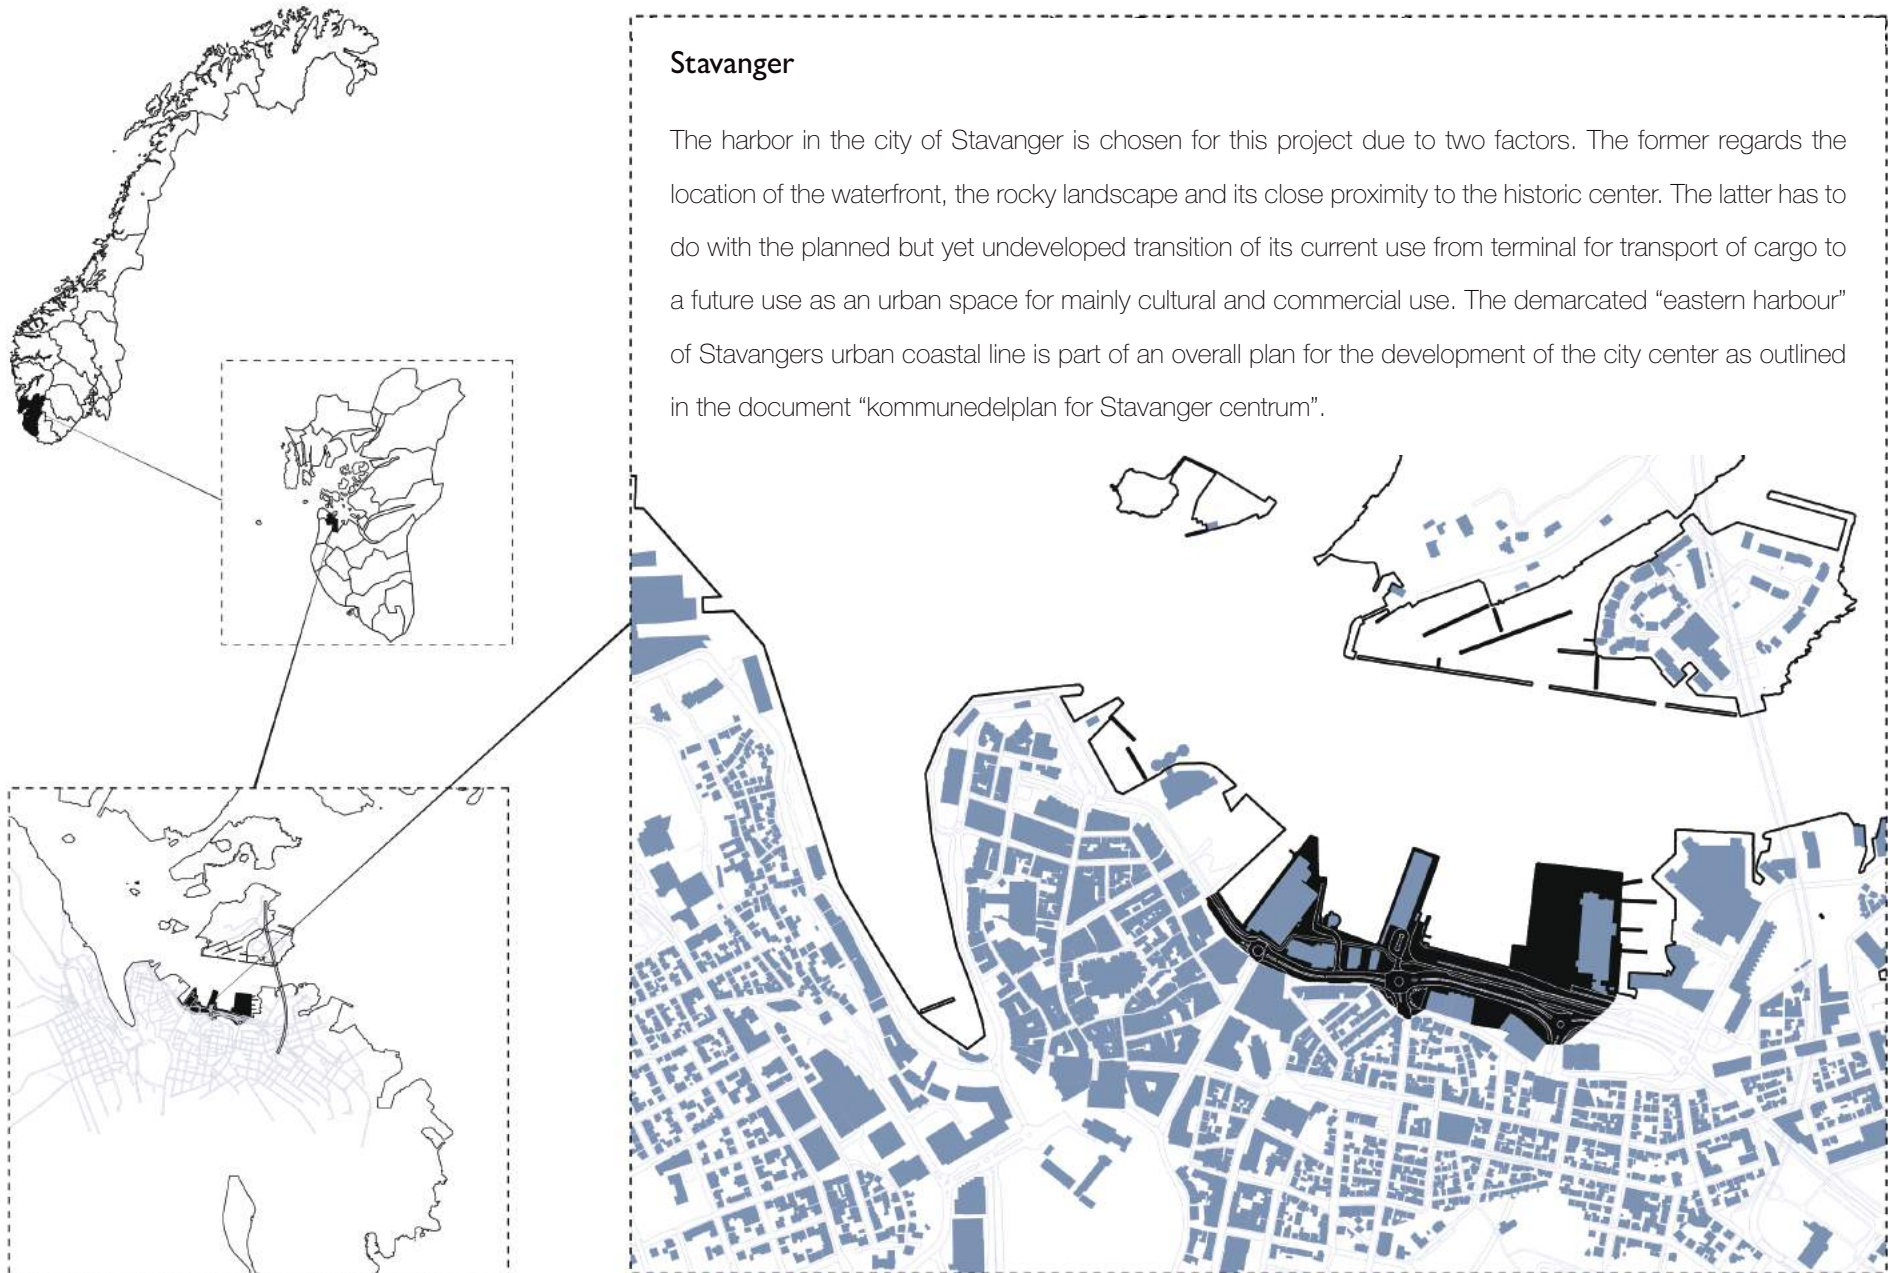 Stavanger
The harbor in the city of Stavanger is chosen for this project due to two factors. The former regards the
location of the waterfront, the rocky landscape and its close proximity to the historic center. The latter has to
do with the planned but yet undeveloped transition of its current use from terminal for transport of cargo to
a future use as an urban space for mainly cultural and commercial use. The demarcated “eastern harbour”
of Stavangers urban coastal line is part of an overall plan for the development of the city center as outlined
in the document “kommunedelplan for Stavanger centrum”.